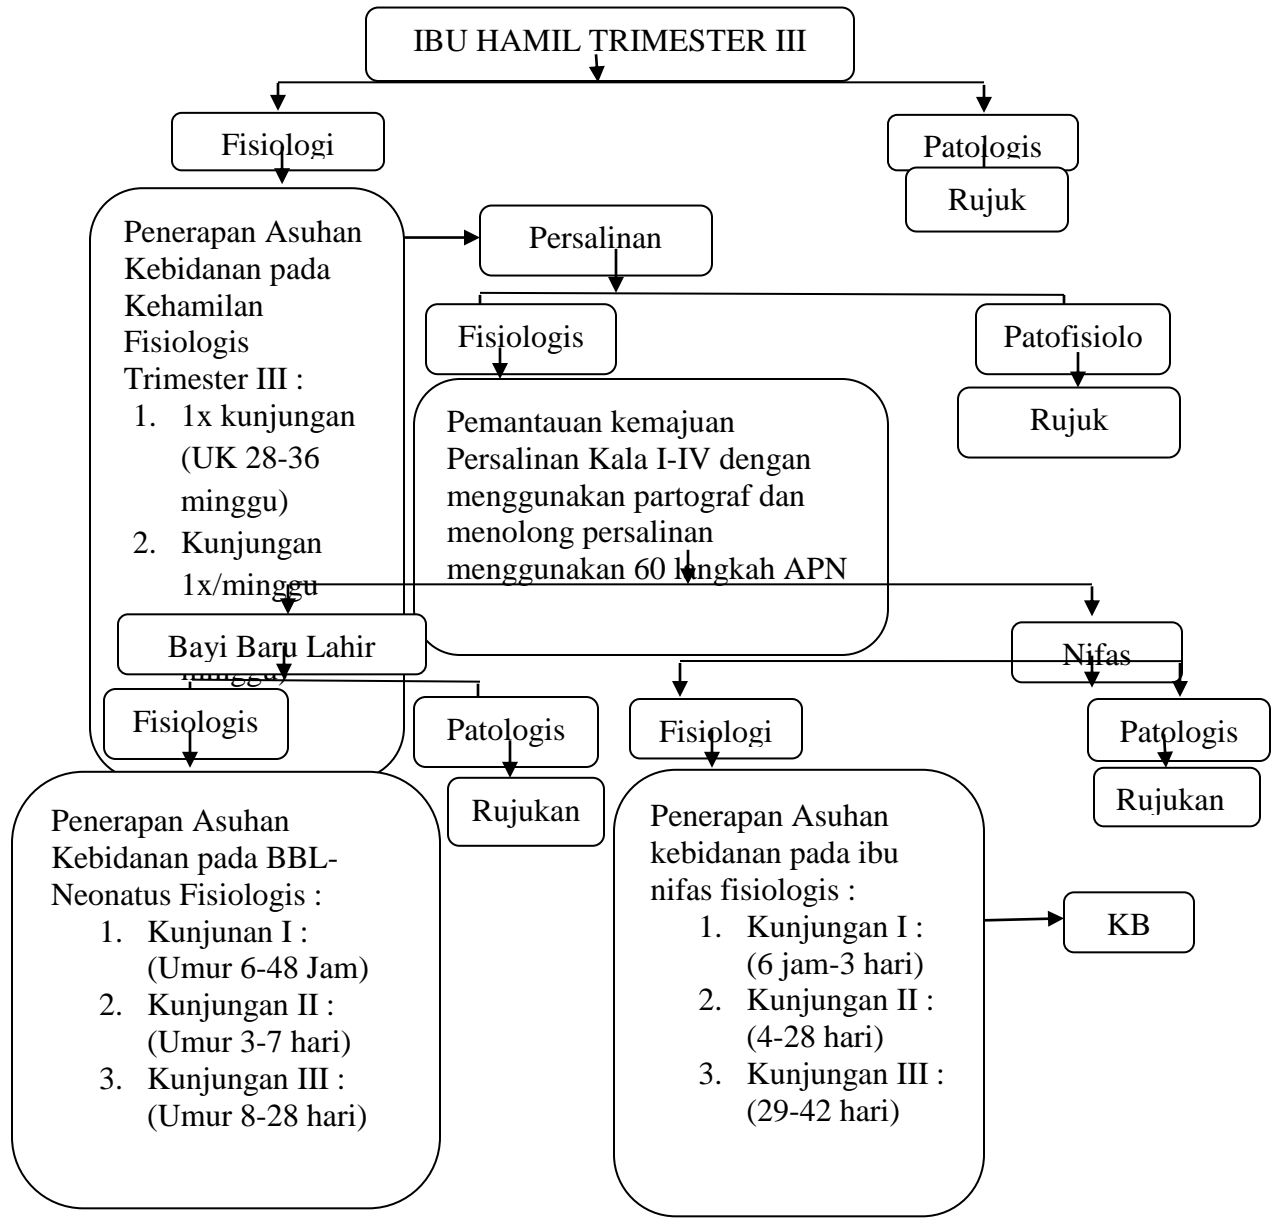 IBU HAMIL TRIMESTER III
Fisiologi
Patologis
Rujuk
Penerapan Asuhan
Kebidanan pada
Kehamilan
Fisiologis
Trimester III :
1. 1x kunjungan
(UK 28-36
minggu)
2. Kunjungan
1x/minggu
minggu)
Persalinan
Fisiologis
Patofisiolo
Rujuk
Pemantauan kemajuan
Persalinan Kala I-IV dengan
menggunakan partograf dan
menolong persalinan
menggunakan 60 langkah APN
Bayi Baru Lahir
Nifas
Fisiologis
Patologis
Rujukan
Fisiologi
Patologis
Rujukan
Penerapan Asuhan
Kebidanan pada BBL-
Neonatus Fisiologis :
1. Kunjunan I :
(Umur 6-48 Jam)
2. Kunjungan II :
(Umur 3-7 hari)
3. Kunjungan III :
(Umur 8-28 hari)
Penerapan Asuhan
kebidanan pada ibu
nifas fisiologis :
1. Kunjungan I :
(6 jam-3 hari)
2. Kunjungan II :
(4-28 hari)
3. Kunjungan III :
(29-42 hari)
KB